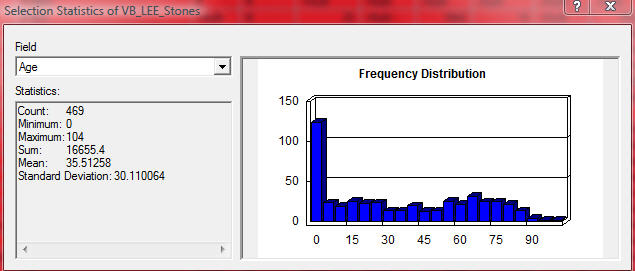 Selection Statistics of VB_LEE_Stones
Field
Age
Statistics:
Count: 469
Minimum: 0
Maximum: 104
Sum: 16655.4
Mean: 35.51258
Standard Deviation: 30.110064
Frequency Distribution
150
100
50
0
0 15 30 45 60 75 90